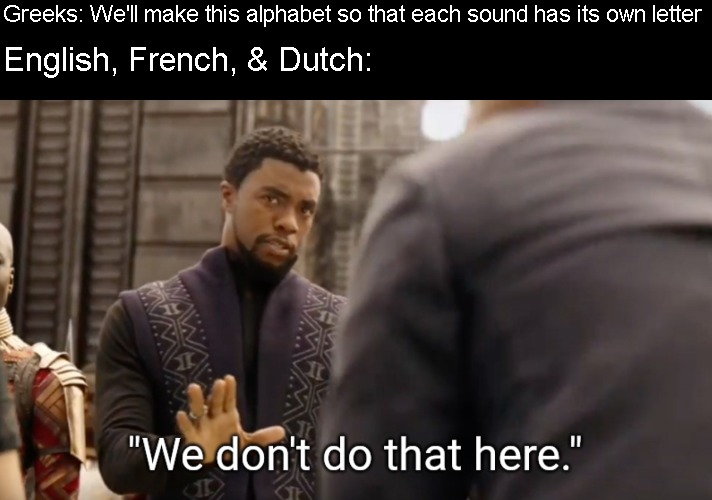 Greeks: We'll make this alphabet so that each sound has its own letter
English, French, & Dutch:
"We don't do that here."